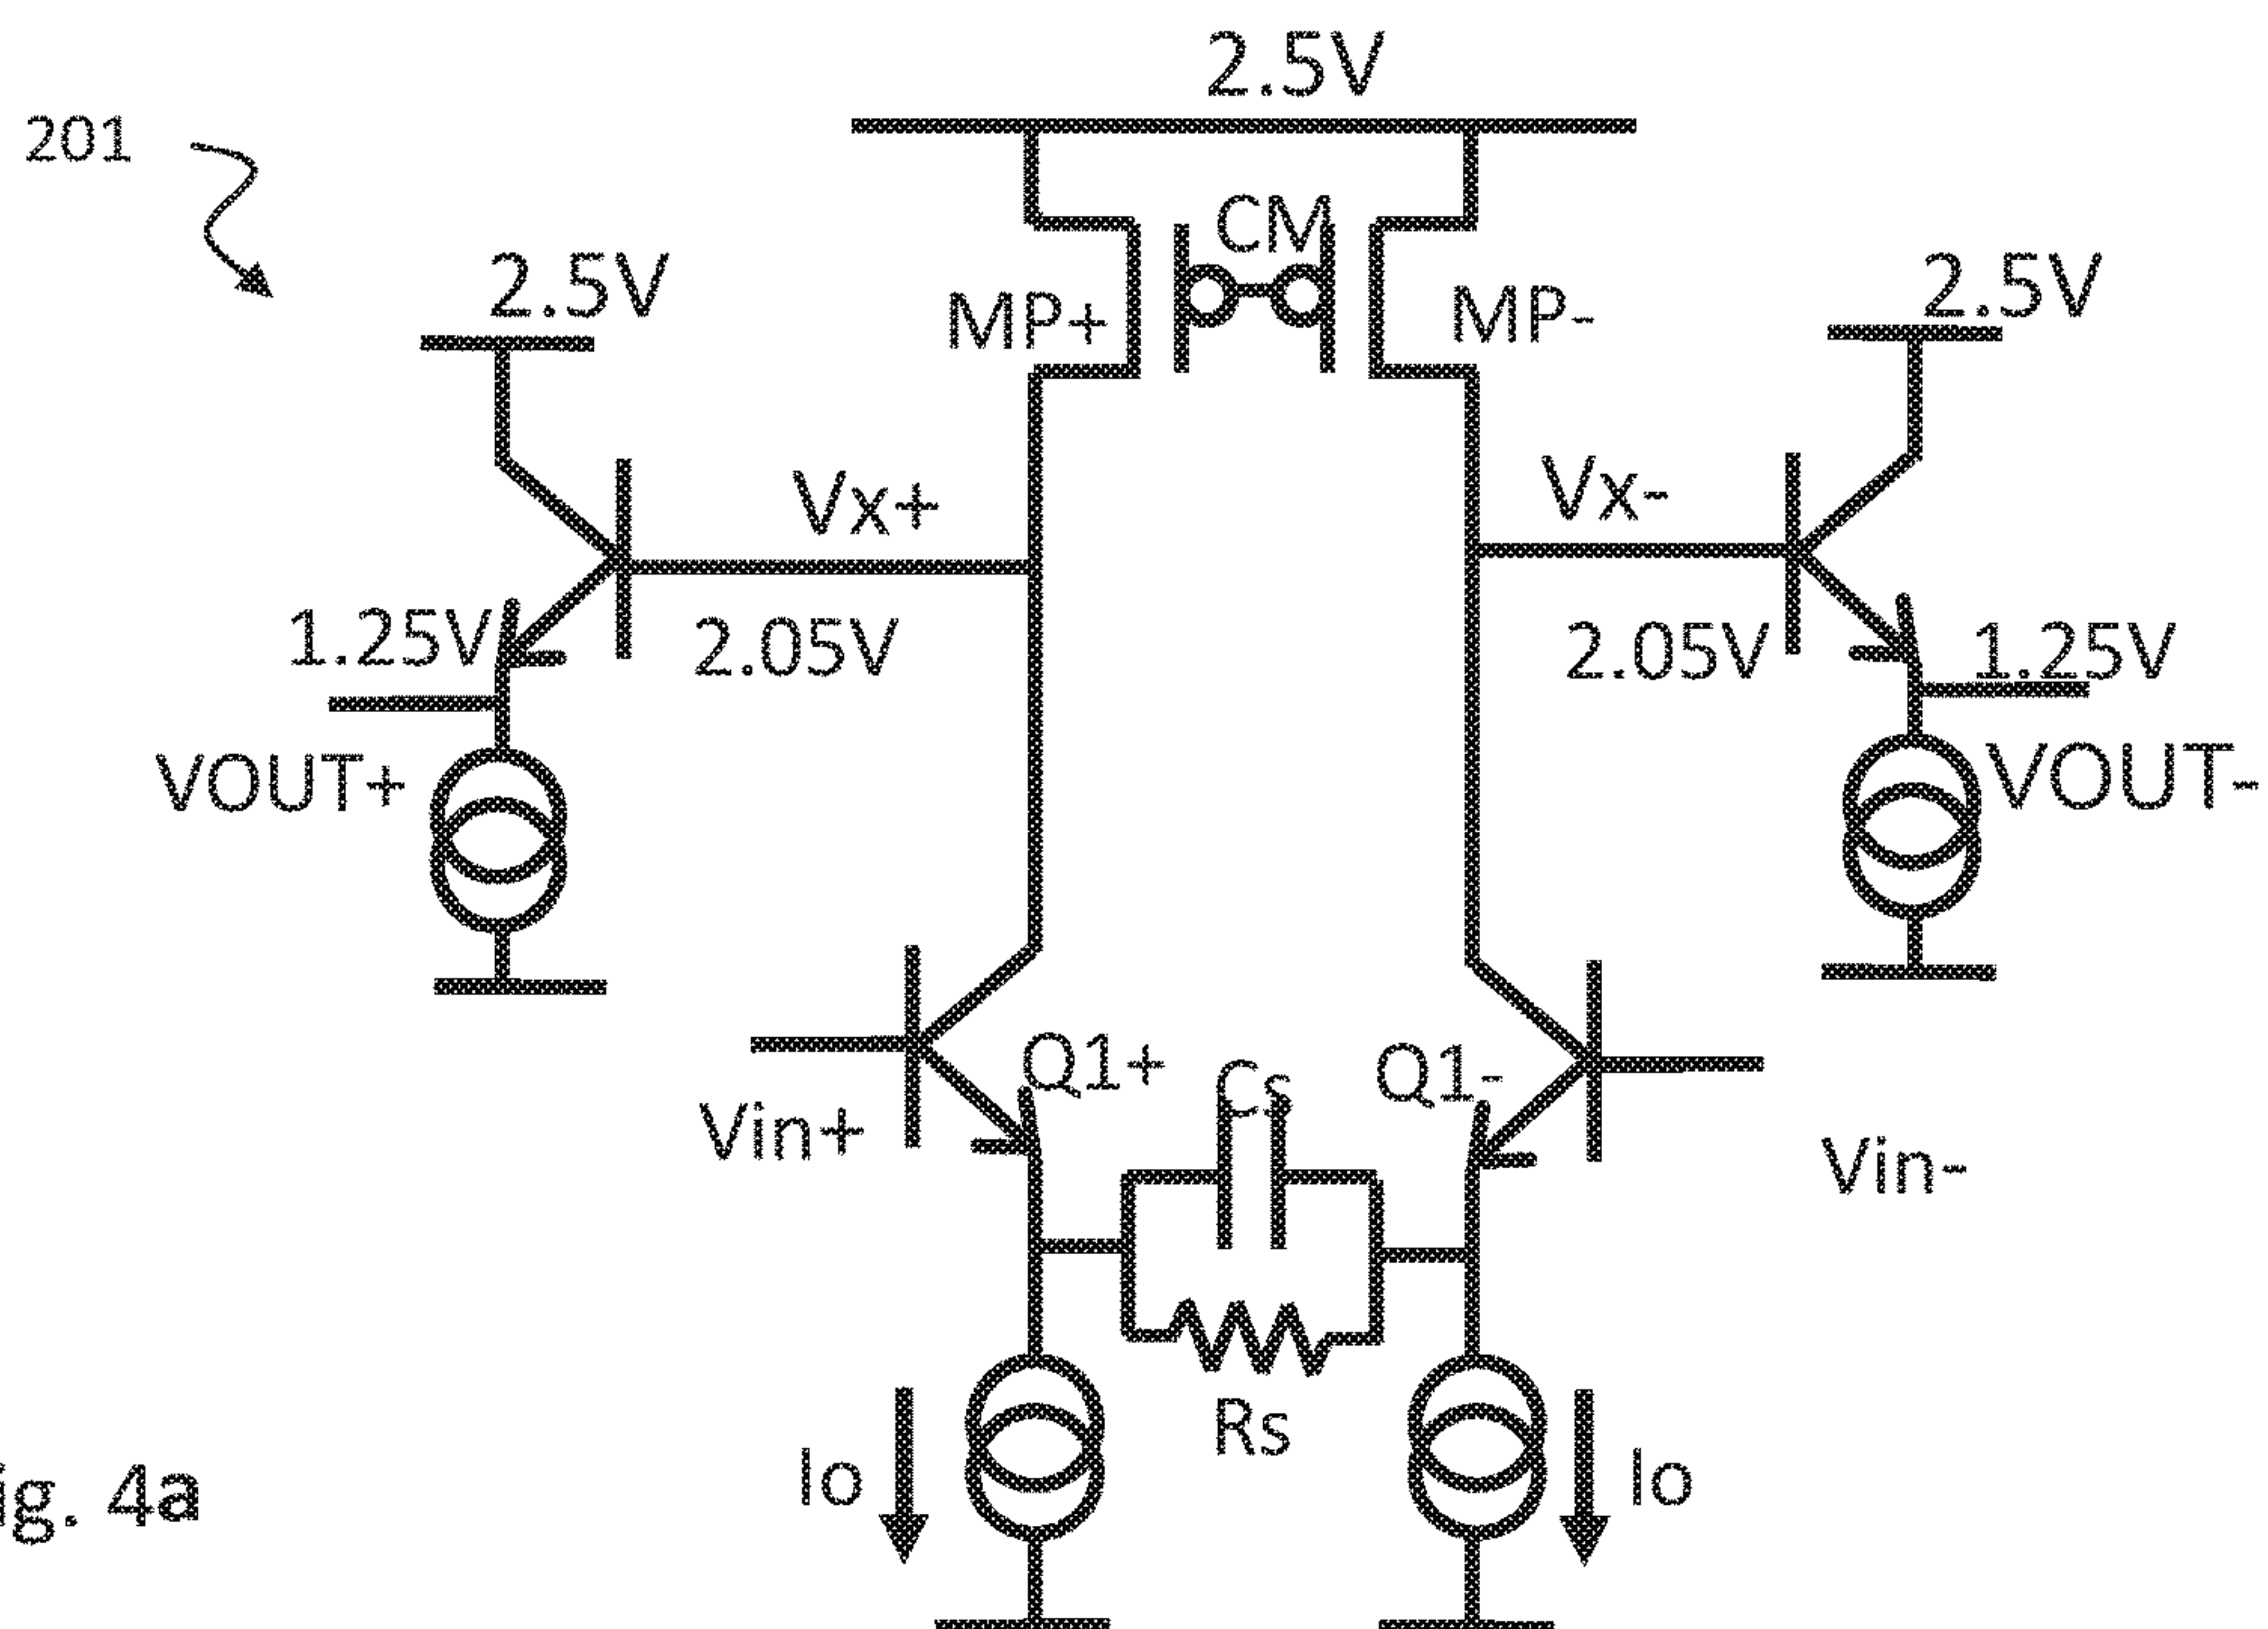 2.5V
201
CM
2.5V
MP+
MP-
2.5V
Vx+
Vx-
1.25V
2.05V
2.05V
1.25V
VOUT+
VOUT-
Q1+
Cs
Q1-
Vin+
Vin-
Rs
Io
Io
ig. 4a